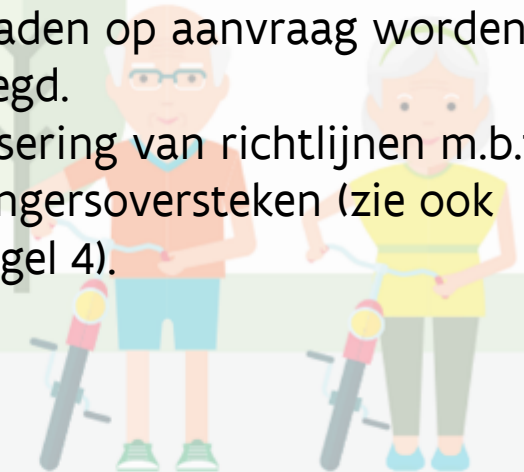 aden op aanvraag worden
egd.
sering van richtlijnen m.b.
ngersoversteken (zie ook
gel 4).